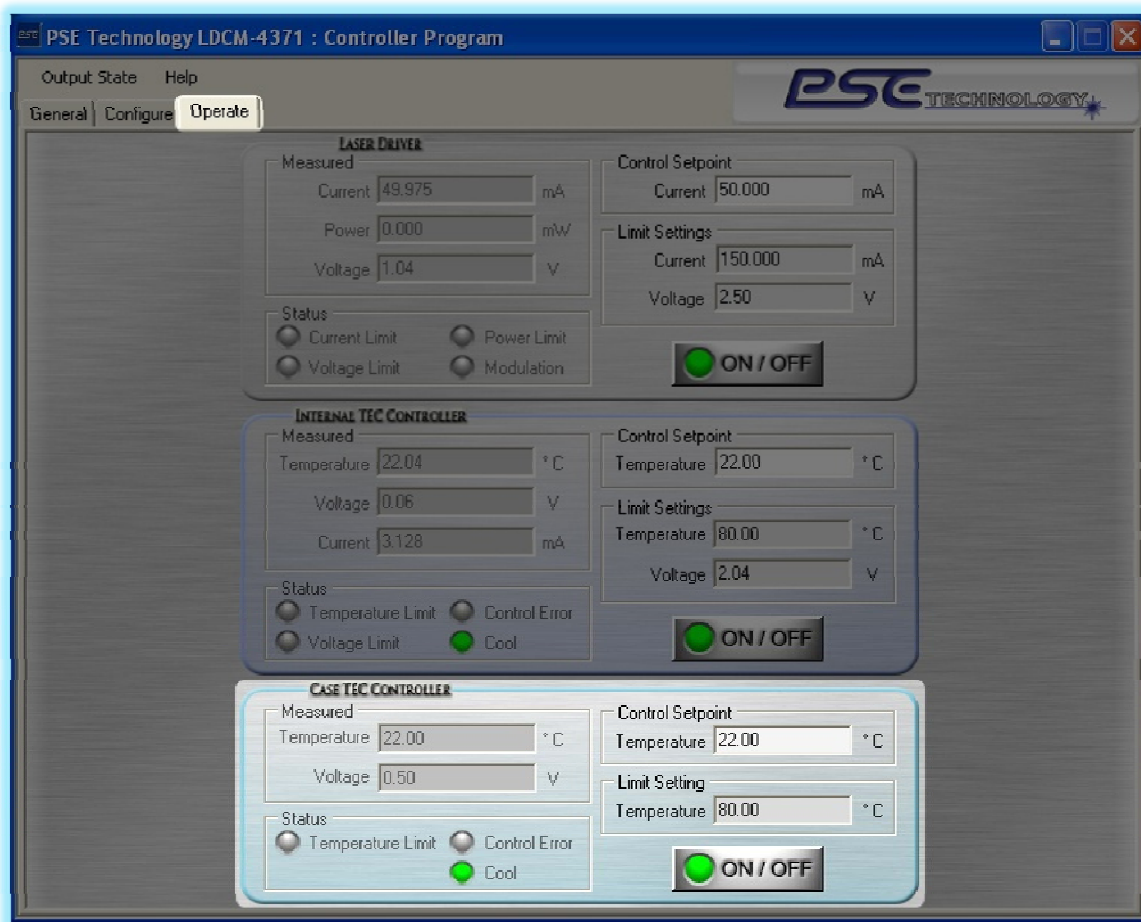 PSE PSE Technology LDCM-4371 : Controller Program
Output State Help
PSE TECHNOLOGY
General Configure Operate
LASER DRIVER
Measured
Current 49.975 mA
Power 0.000 mW
Voltage 1.04 V
Status
Current Limit Power Limit
Voltage Limit Modulation
Control Setpoint
Current 50.000 mA
Limit Settings
Current 150.000 mA
Voltage 2.50 V
ON / OFF
INTERNAL TEC CONTROLLER
Measured
Temperature 22.04 °C
Voltage 0.06 V
Current 3.128 mA
Status
Temperature Limit Control Error
Voltage Limit Cool
Control Setpoint
Temperature 22.00 °C
Limit Settings
Temperature 80.00 °C
Voltage 2.04 V
ON / OFF
CASE TEC CONTROLLER
Measured
Temperature 22.00 °C
Voltage 0.50 V
Status
Temperature Limit Control Error
Cool
Control Setpoint
Temperature 22.00 °C
Limit Setting
Temperature 80.00 °C
ON / OFF